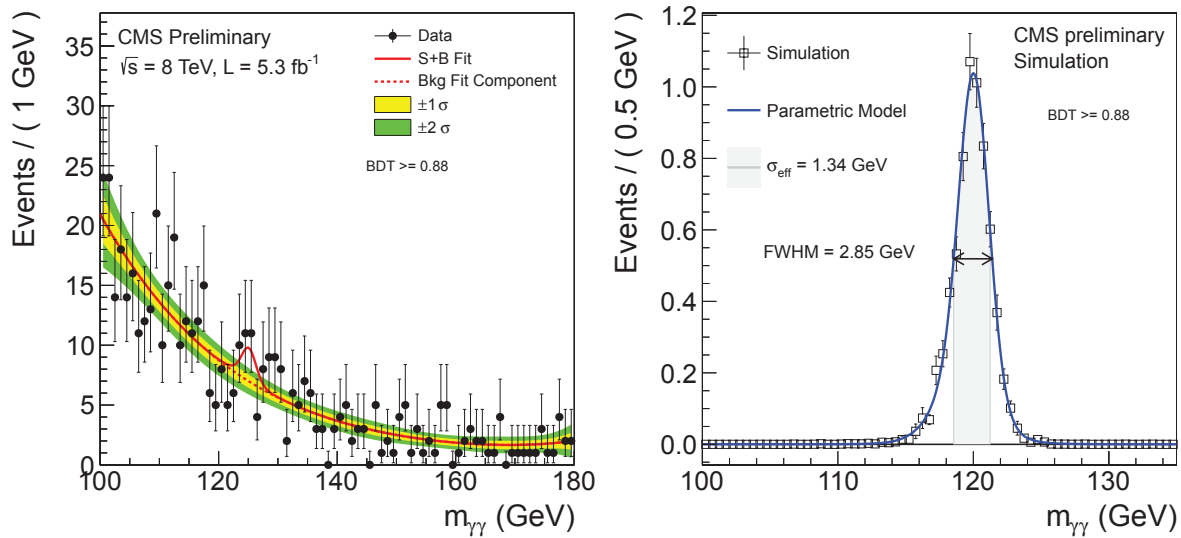 CMS Preliminary
√s = 8 TeV, L = 5.3 fb⁻¹
Data
S+B Fit
Bkg Fit Component
±1 σ
±2 σ
BDT >= 0.88
Events / ( 1 GeV )
35
30
25
20
15
10
5
0
100 120 140 160 180
mγγ (GeV)
CMS preliminary
Simulation
Simulation
Parametric Model
σeff = 1.34 GeV
BDT >= 0.88
FWHM = 2.85 GeV
Events / ( 0.5 GeV )
1.2
1.0
0.8
0.6
0.4
0.2
0.0
100 110 120 130
mγγ (GeV)